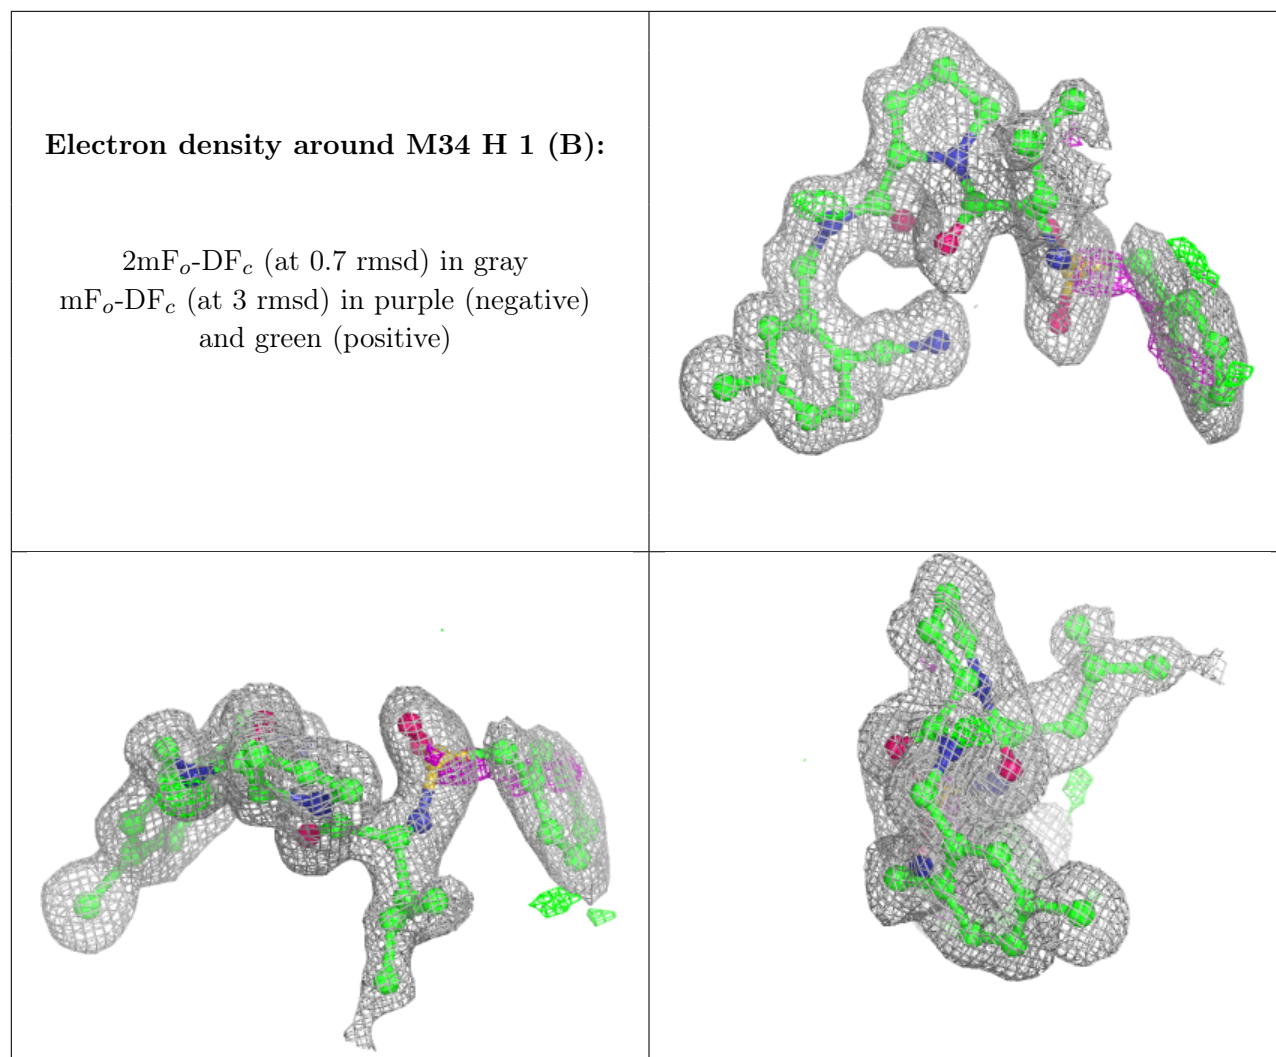 Electron density around M34 H 1 (B):
2mFo-DFc (at 0.7 rmsd) in gray
mFo-DFc (at 3 rmsd) in purple (negative)
and green (positive)